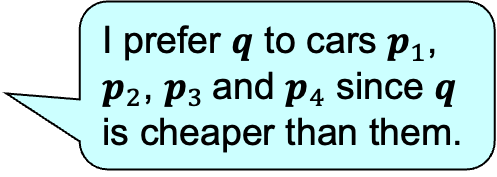 I prefer q to cars p₁,
p₂, p₃ and p₄ since q
is cheaper than them.